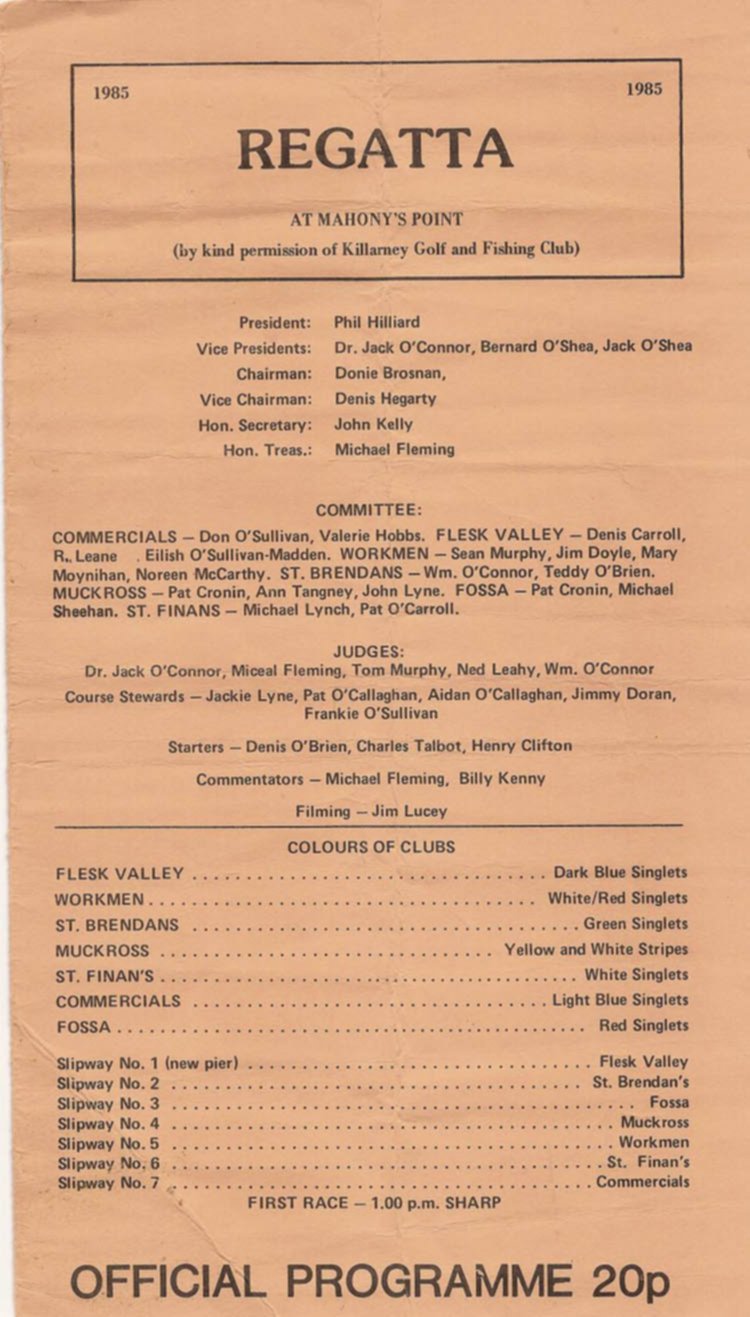 1985 1985
REGATTA
AT MAHONY'S POINT
(by kind permission of Killarney Golf and Fishing Club)
President: Phil Hilliard
Vice Presidents: Dr. Jack O'Connor, Bernard O'Shea, Jack O'Shea
Chairman: Donie Brosnan,
Vice Chairman: Denis Hegarty
Hon. Secretary: John Kelly
Hon. Treas.: Michael Fleming
COMMITTEE:
COMMERCIALS – Don O'Sullivan, Valerie Hobbs. FLESK VALLEY – Denis Carroll,
R. Leane . Eilish O'Sullivan-Madden. WORKMEN – Sean Murphy, Jim Doyle, Mary
Moynihan, Noreen McCarthy. ST. BRENDANS – Wm. O'Connor, Teddy O'Brien.
MUCKROSS – Pat Cronin, Ann Tangney, John Lyne. FOSSA – Pat Cronin, Michael
Sheehan. ST. FINANS – Michael Lynch, Pat O'Carroll.
JUDGES:
Dr. Jack O'Connor, Miceal Fleming, Tom Murphy, Ned Leahy, Wm. O'Connor
Course Stewards – Jackie Lyne, Pat O'Callaghan, Aidan O'Callaghan, Jimmy Doran,
Frankie O'Sullivan
Starters – Denis O'Brien, Charles Talbot, Henry Clifton
Commentators – Michael Fleming, Billy Kenny
Filming – Jim Lucey
COLOURS OF CLUBS
FLESK VALLEY . . . . . . . . . . Dark Blue Singlets
WORKMEN . . . . . . . . . . White/Red Singlets
ST. BRENDANS . . . . . . . . . . Green Singlets
MUCKROSS . . . . . . . . . . Yellow and White Stripes
ST. FINAN'S . . . . . . . . . . White Singlets
COMMERCIALS . . . . . . . . . . Light Blue Singlets
FOSSA . . . . . . . . . . Red Singlets
Slipway No. 1 (new pier) . . . . . . . . . . Flesk Valley
Slipway No. 2 . . . . . . . . . . St. Brendan's
Slipway No. 3 . . . . . . . . . . Fossa
Slipway No. 4 . . . . . . . . . . Muckross
Slipway No. 5 . . . . . . . . . . Workmen
Slipway No. 6 . . . . . . . . . . St. Finan's
Slipway No. 7 . . . . . . . . . . Commercials
FIRST RACE – 1.00 p.m. SHARP
OFFICIAL PROGRAMME 20p